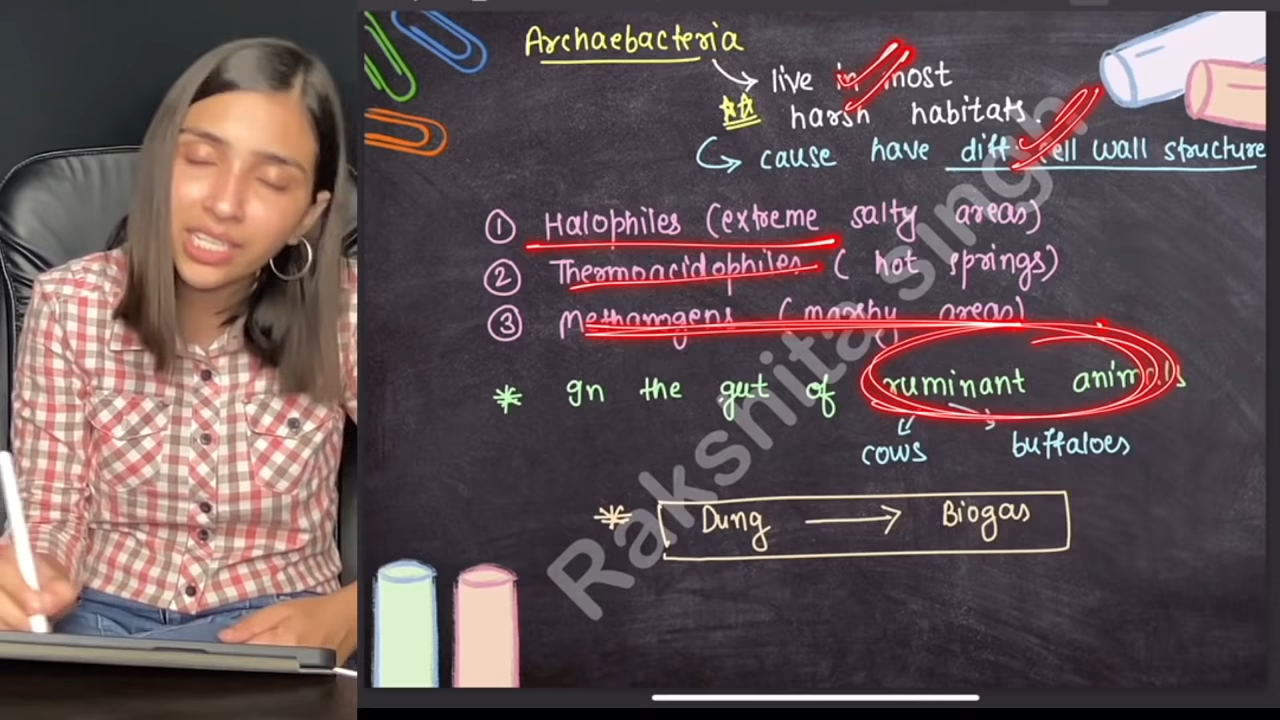 Archaebacteria
live in most
harsh habitats.
cause have diff cell wall structure
① Halophiles (extreme salty areas)
② Thermoacidophiles ( hot springs)
③ Methanogens (marshy areas)
* In the gut of ruminant animals
cows buffaloes
* Dung → Biogas
Rakshita singh